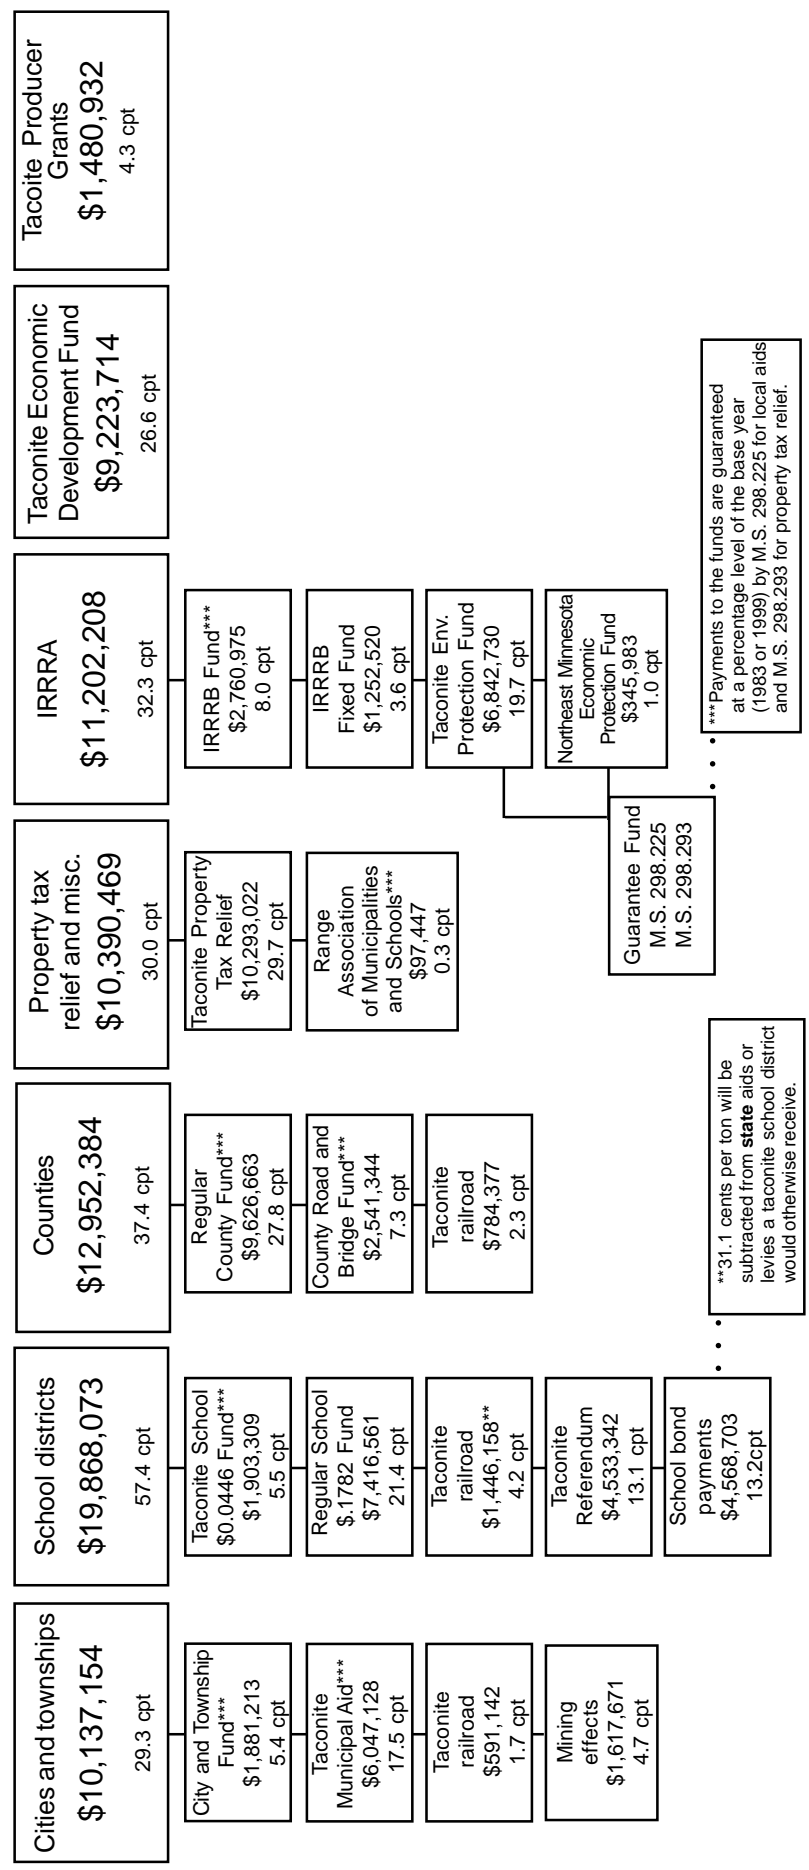 Cities and townships
$10,137,154
29.3 cpt
City and Township
Fund***
$1,881,213
5.4 cpt
Taconite
Municipal Aid***
$6,047,128
17.5 cpt
Taconite
railroad
$591,142
1.7 cpt
Mining
effects
$1,617,671
4.7 cpt
School districts
$19,868,073
57.4 cpt
Taconite School
$0.0446 Fund***
$1,903,309
5.5 cpt
Regular School
$.1782 Fund
$7,416,561
21.4 cpt
Taconite
railroad
$1,446,158**
4.2 cpt
Taconite
Referendum
$4,533,342
13.1 cpt
School bond
payments
$4,568,703
13.2cpt
**31.1 cents per ton will be
subtracted from state aids or
levies a taconite school district
would otherwise receive.
Counties
$12,952,384
37.4 cpt
Regular
County Fund***
$9,626,663
27.8 cpt
County Road and
Bridge Fund***
$2,541,344
7.3 cpt
Taconite
railroad
$784,377
2.3 cpt
Property tax
relief and misc.
$10,390,469
30.0 cpt
Taconite Property
Tax Relief
$10,293,022
29.7 cpt
Range
Association
of Municipalities
and Schools***
$97,447
0.3 cpt
IRRRA
$11,202,208
32.3 cpt
IRRRB Fund***
$2,760,975
8.0 cpt
IRRRB
Fixed Fund
$1,252,520
3.6 cpt
Taconite Env.
Protection Fund
$6,842,730
19.7 cpt
Northeast Minnesota
Economic
Protection Fund
$345,983
1.0 cpt
Guarantee Fund
M.S. 298.225
M.S. 298.293
***Payments to the funds are guaranteed
at a percentage level of the base year
(1983 or 1999) by M.S. 298.225 for local aids
and M.S. 298.293 for property tax relief.
Taconite Economic
Development Fund
$9,223,714
26.6 cpt
Tacoite Producer
Grants
$1,480,932
4.3 cpt